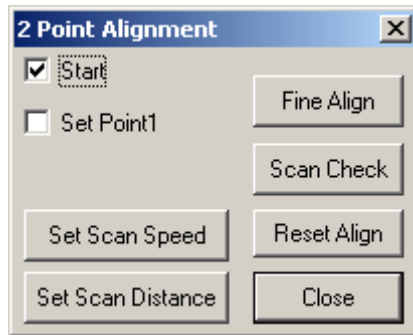 2 Point Alignment
Start
Set Point1
Fine Align
Scan Check
Set Scan Speed
Reset Align
Set Scan Distance
Close